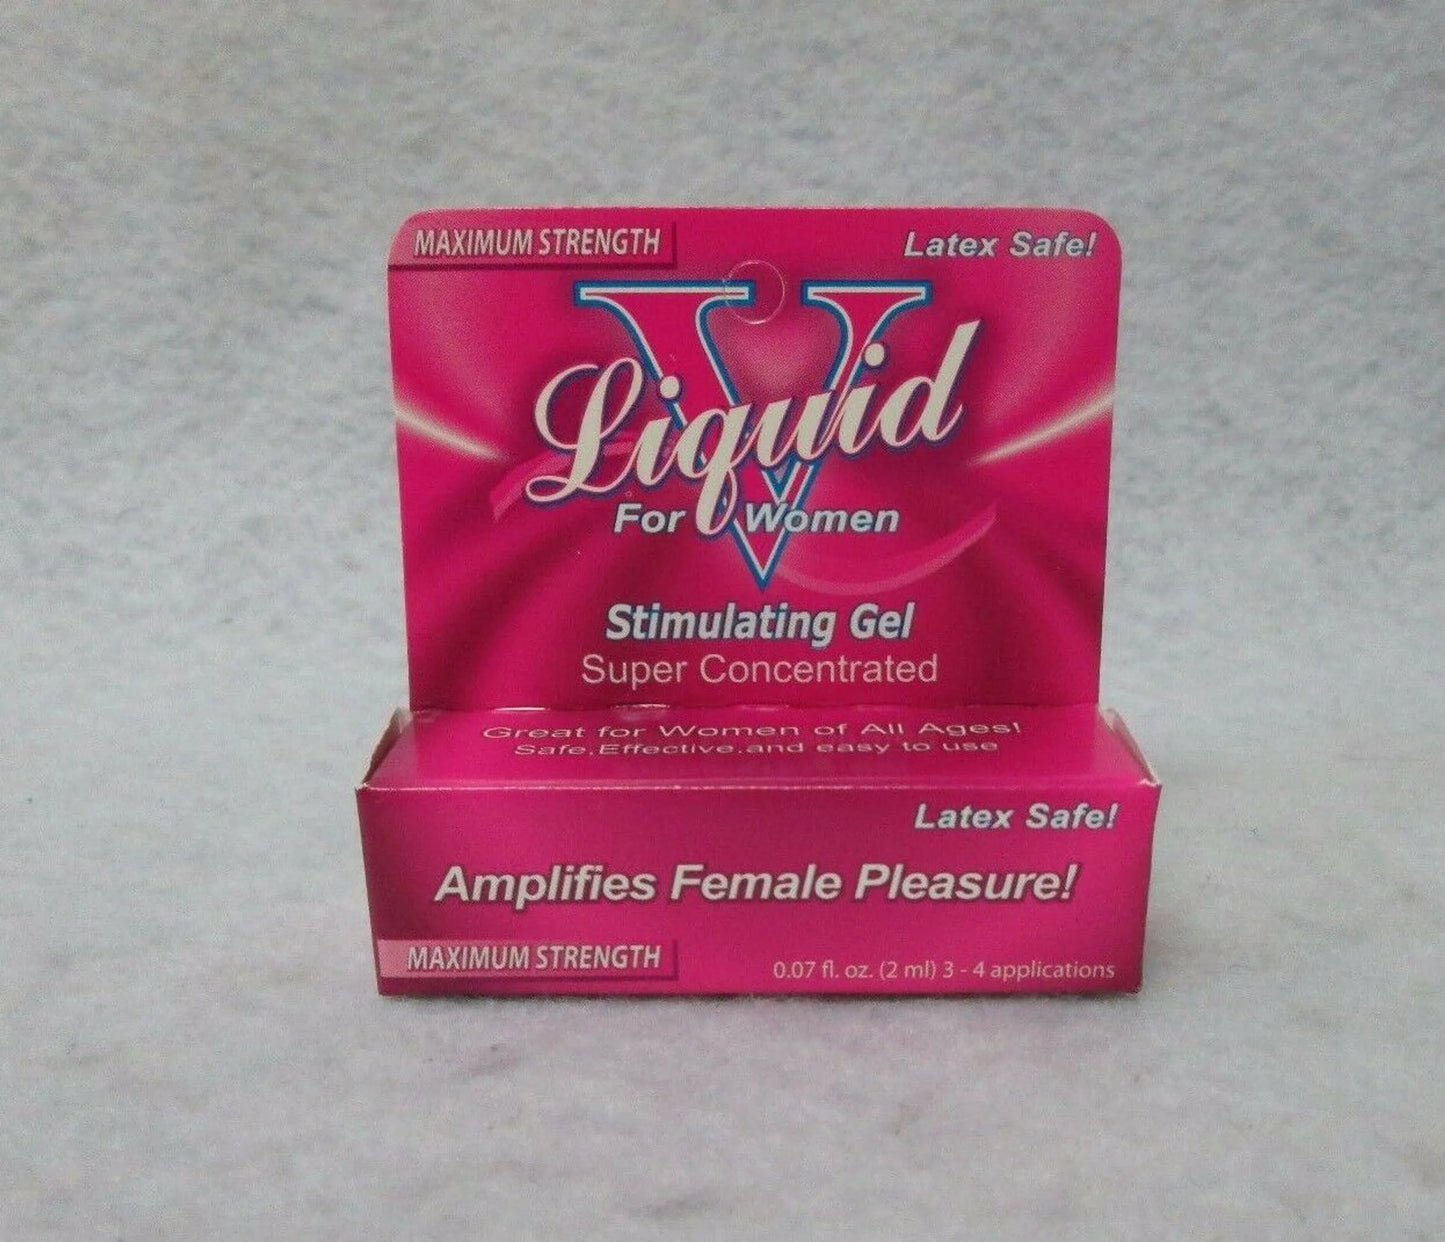 MAXIMUM STRENGTH
Latex Safe!
V
Liquid
For Women
Stimulating Gel
Super Concentrated
Great for Women of All Ages!
Safe,Effective,and easy to use
Latex Safe!
Amplifies Female Pleasure!
MAXIMUM STRENGTH
0.07 fl. oz. (2 ml) 3 - 4 applications